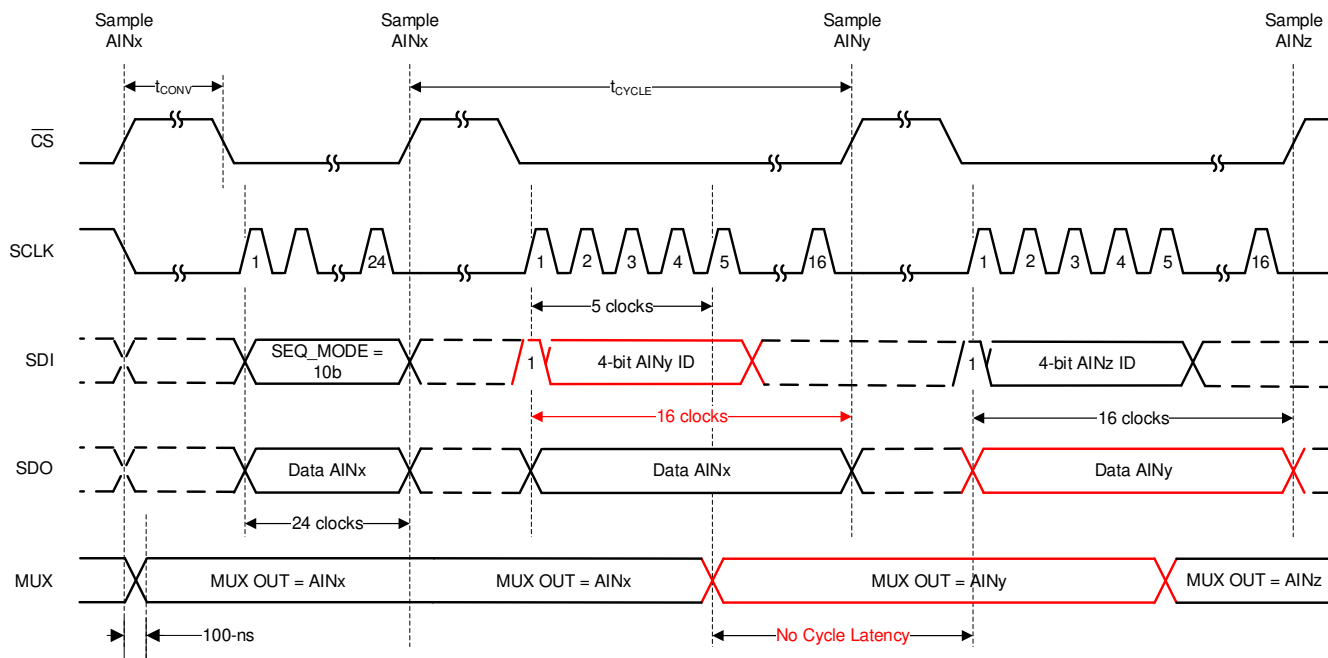 Sample
AINx
Sample
AINx
Sample
AINy
Sample
AINz
tCONV
tCYCLE
CS
SCLK
1
24
1
2
3
4
5
16
1
2
3
4
5
16
5 clocks
SDI
SEQ_MODE =
10b
1
4-bit AINy ID
1
4-bit AINz ID
16 clocks
16 clocks
SDO
Data AINx
Data AINx
Data AINy
24 clocks
MUX
MUX OUT = AINx
MUX OUT = AINx
MUX OUT = AINy
MUX OUT = AINz
100-ns
No Cycle Latency